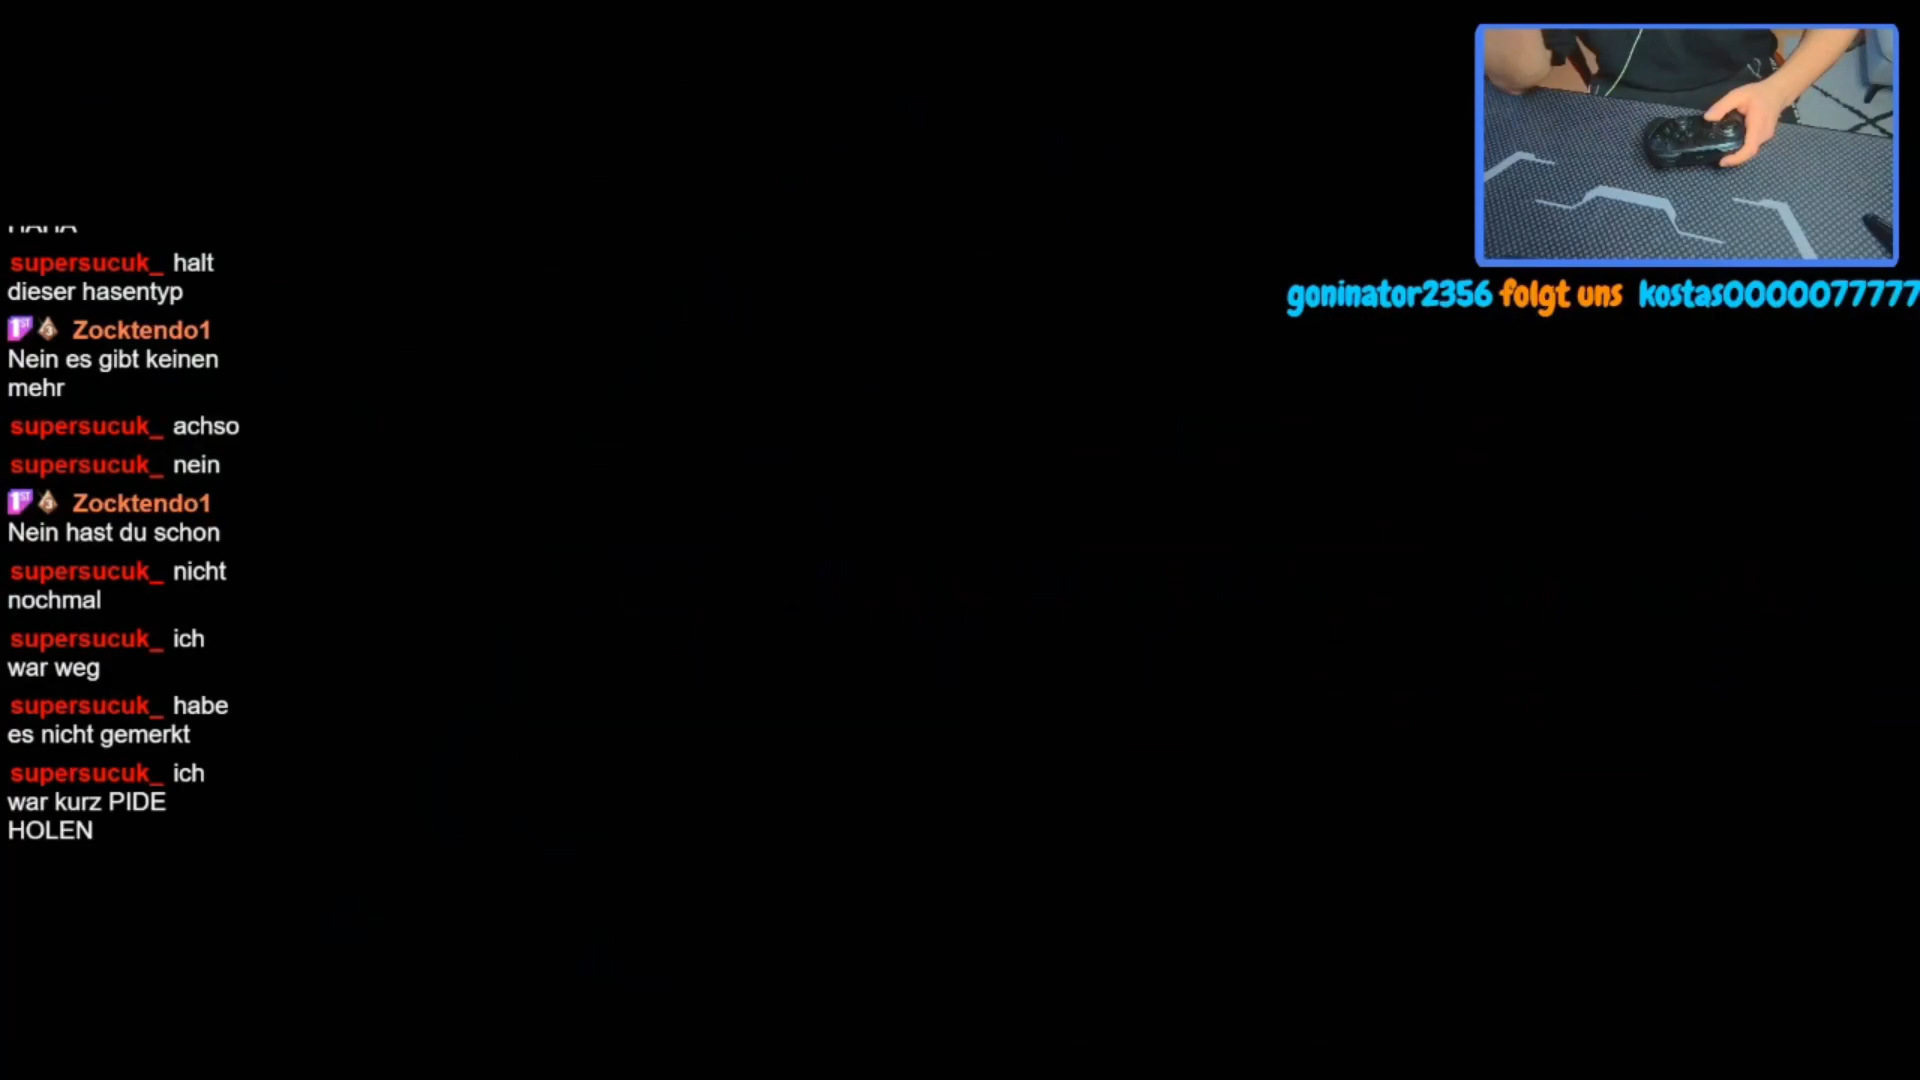 supersucuk_ halt
dieser hasentyp
Zocktendo1
Nein es gibt keinen
mehr
supersucuk_ achso
supersucuk_ nein
Zocktendo1
Nein hast du schon
supersucuk_ nicht
nochmal
supersucuk_ ich
war weg
supersucuk_ habe
es nicht gemerkt
supersucuk_ ich
war kurz PIDE
HOLEN
goninator2356 folgt uns kostas0000077777